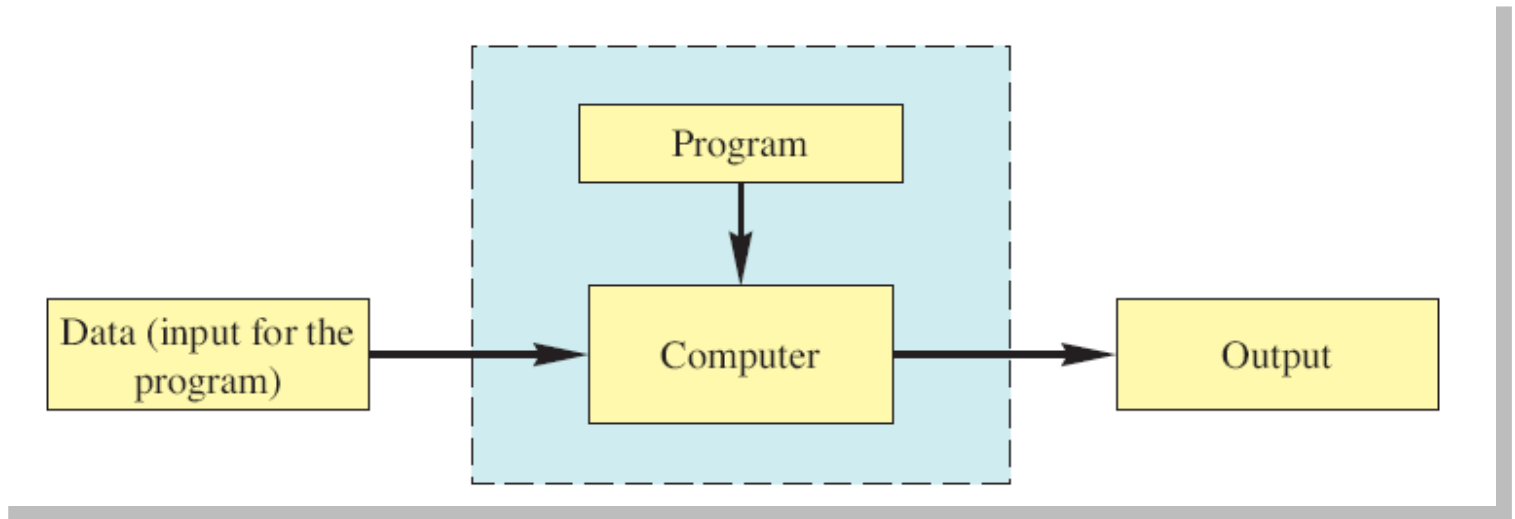 Program
Data (input for the
program)
Computer
Output